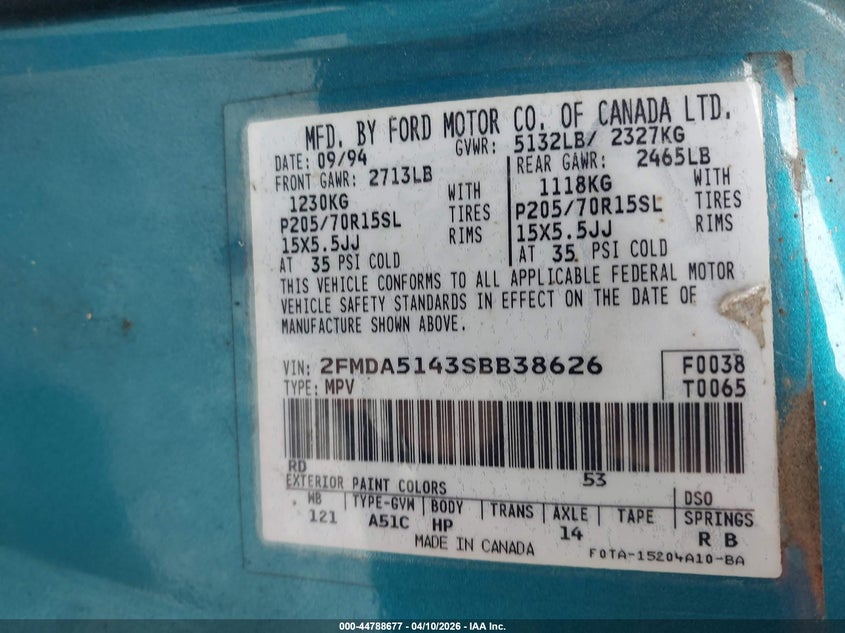 MFD. BY FORD MOTOR CO. OF CANADA LTD.
DATE: 09/94 GVWR: 5132LB/ 2327KG
FRONT GAWR: 2713LB REAR GAWR: 2465LB
1230KG WITH 1118KG WITH
P205/70R15SL TIRES P205/70R15SL TIRES
15X5.5JJ RIMS 15X5.5JJ RIMS
AT 35 PSI COLD AT 35 PSI COLD
THIS VEHICLE CONFORMS TO ALL APPLICABLE FEDERAL MOTOR
VEHICLE SAFETY STANDARDS IN EFFECT ON THE DATE OF
MANUFACTURE SHOWN ABOVE.
VIN: 2FMDA5143SBB38626 F0038
TYPE: MPV T0065
RD 53
EXTERIOR PAINT COLORS DSO
WB TYPE-GVW BODY TRANS AXLE TAPE SPRINGS
121 A51C HP 14 R B
MADE IN CANADA F0TA-15204A10-BA
000-44788677 - 04/10/2026 - IAA Inc.